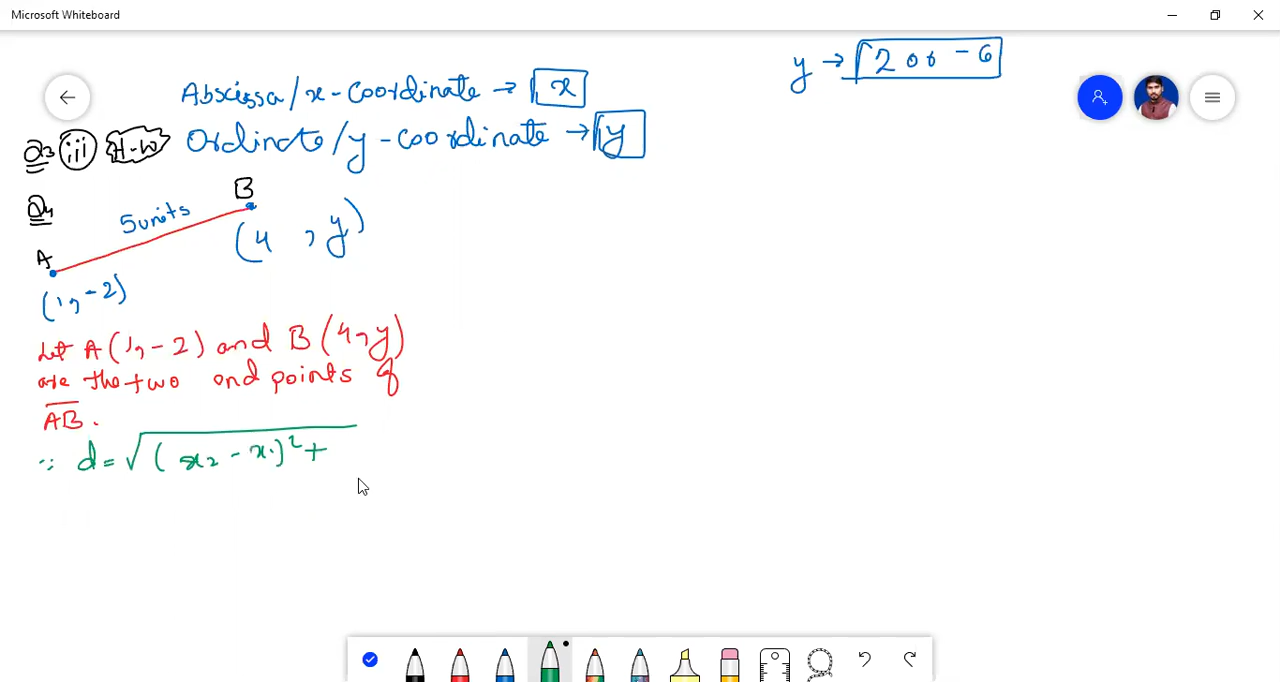 Microsoft Whiteboard
y → 2 or -6
Abscissa/x-coordinate → x
Ordinate/y-coordinate → y
Q3 (iii) H-W
Q4
B
5 units
(4 , y)
A
(1, -2)
Let A (1, -2) and B (4, y)
are the two end points of
AB.
∵ d = √(x₂ - x₁)² +